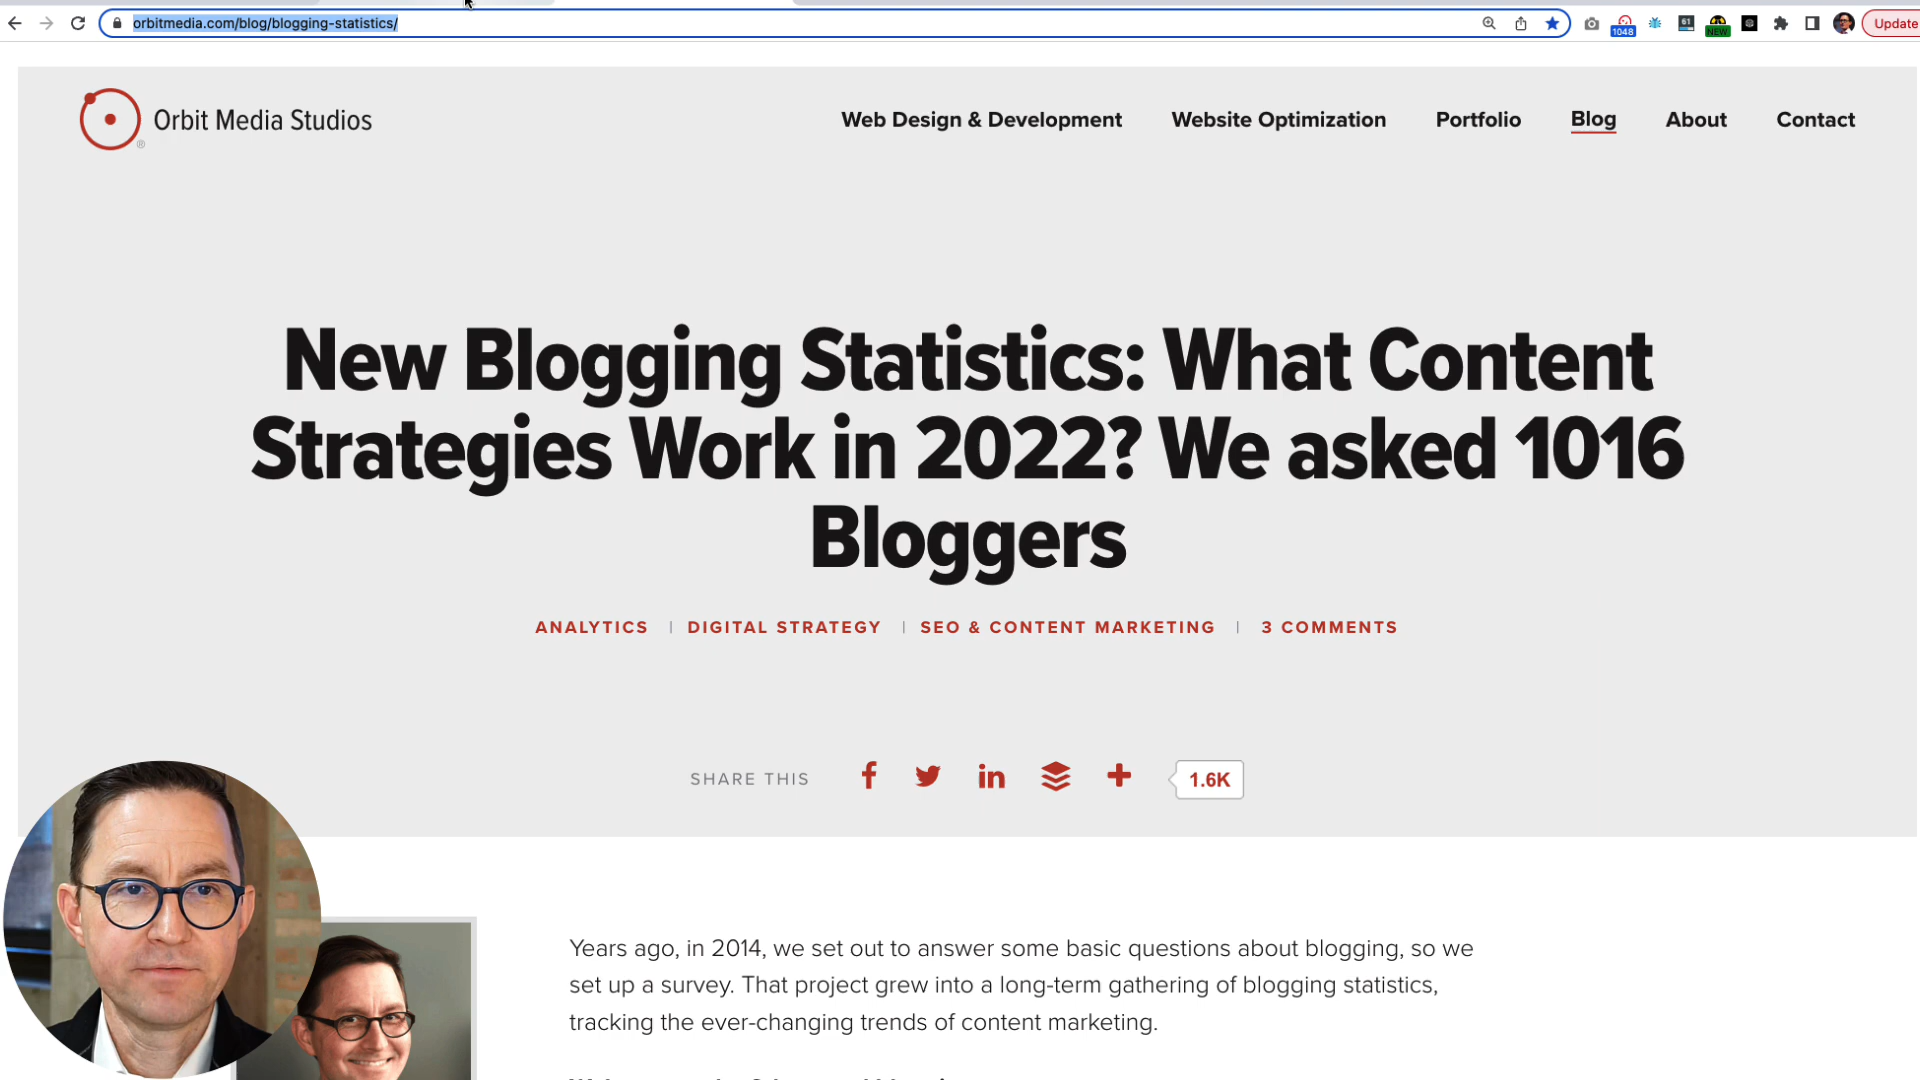 orbitmedia.com/blog/blogging-statistics/
1048
61
NEW
Update
Orbit Media Studios
®
Web Design & Development
Website Optimization
Portfolio
Blog
About
Contact
New Blogging Statistics: What Content
Strategies Work in 2022? We asked 1016
Bloggers
ANALYTICS | DIGITAL STRATEGY | SEO & CONTENT MARKETING | 3 COMMENTS
SHARE THIS
1.6K
Years ago, in 2014, we set out to answer some basic questions about blogging, so we
set up a survey. That project grew into a long-term gathering of blogging statistics,
tracking the ever-changing trends of content marketing.